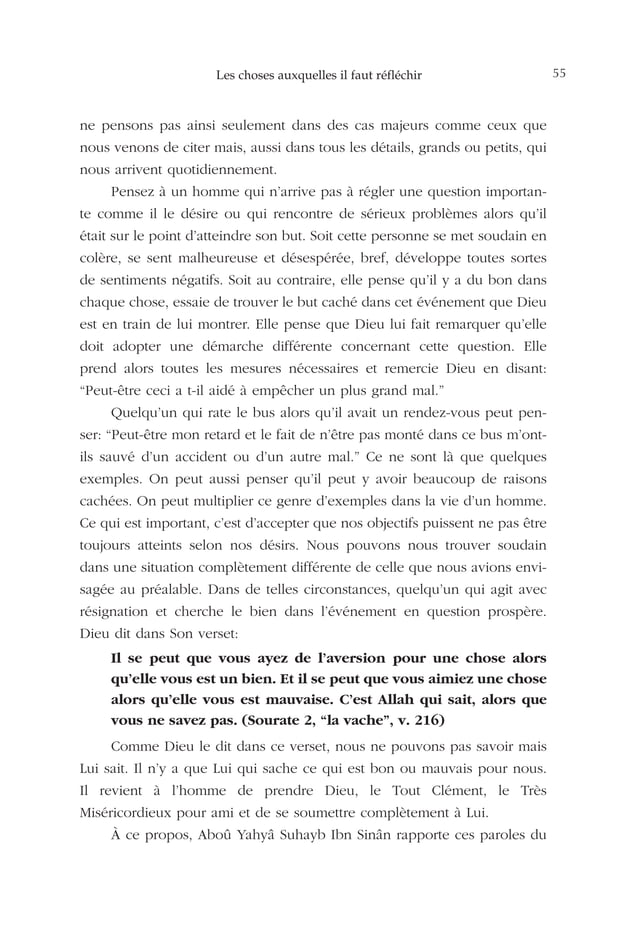 Les choses auxquelles il faut réfléchir 55
ne pensons pas ainsi seulement dans des cas majeurs comme ceux que
nous venons de citer mais, aussi dans tous les détails, grands ou petits, qui
nous arrivent quotidiennement.
Pensez à un homme qui n'arrive pas à régler une question importan-
te comme il le désire ou qui rencontre de sérieux problèmes alors qu'il
était sur le point d'atteindre son but. Soit cette personne se met soudain en
colère, se sent malheureuse et désespérée, bref, développe toutes sortes
de sentiments négatifs. Soit au contraire, elle pense qu'il y a du bon dans
chaque chose, essaie de trouver le but caché dans cet événement que Dieu
est en train de lui montrer. Elle pense que Dieu lui fait remarquer qu'elle
doit adopter une démarche différente concernant cette question. Elle
prend alors toutes les mesures nécessaires et remercie Dieu en disant:
“Peut-être ceci a t-il aidé à empêcher un plus grand mal.”
Quelqu'un qui rate le bus alors qu'il avait un rendez-vous peut pen-
ser: “Peut-être mon retard et le fait de n'être pas monté dans ce bus m'ont-
ils sauvé d'un accident ou d'un autre mal.” Ce ne sont là que quelques
exemples. On peut aussi penser qu'il peut y avoir beaucoup de raisons
cachées. On peut multiplier ce genre d'exemples dans la vie d'un homme.
Ce qui est important, c'est d'accepter que nos objectifs puissent ne pas être
toujours atteints selon nos désirs. Nous pouvons nous trouver soudain
dans une situation complètement différente de celle que nous avions envi-
sagée au préalable. Dans de telles circonstances, quelqu'un qui agit avec
résignation et cherche le bien dans l'événement en question prospère.
Dieu dit dans Son verset:
Il se peut que vous ayez de l'aversion pour une chose alors
qu'elle vous est un bien. Et il se peut que vous aimiez une chose
alors qu'elle vous est mauvaise. C'est Allah qui sait, alors que
vous ne savez pas. (Sourate 2, “la vache”, v. 216)
Comme Dieu le dit dans ce verset, nous ne pouvons pas savoir mais
Lui sait. Il n'y a que Lui qui sache ce qui est bon ou mauvais pour nous.
Il revient à l'homme de prendre Dieu, le Tout Clément, le Très
Miséricordieux pour ami et de se soumettre complètement à Lui.
À ce propos, Aboû Yahyâ Suhayb Ibn Sinân rapporte ces paroles du